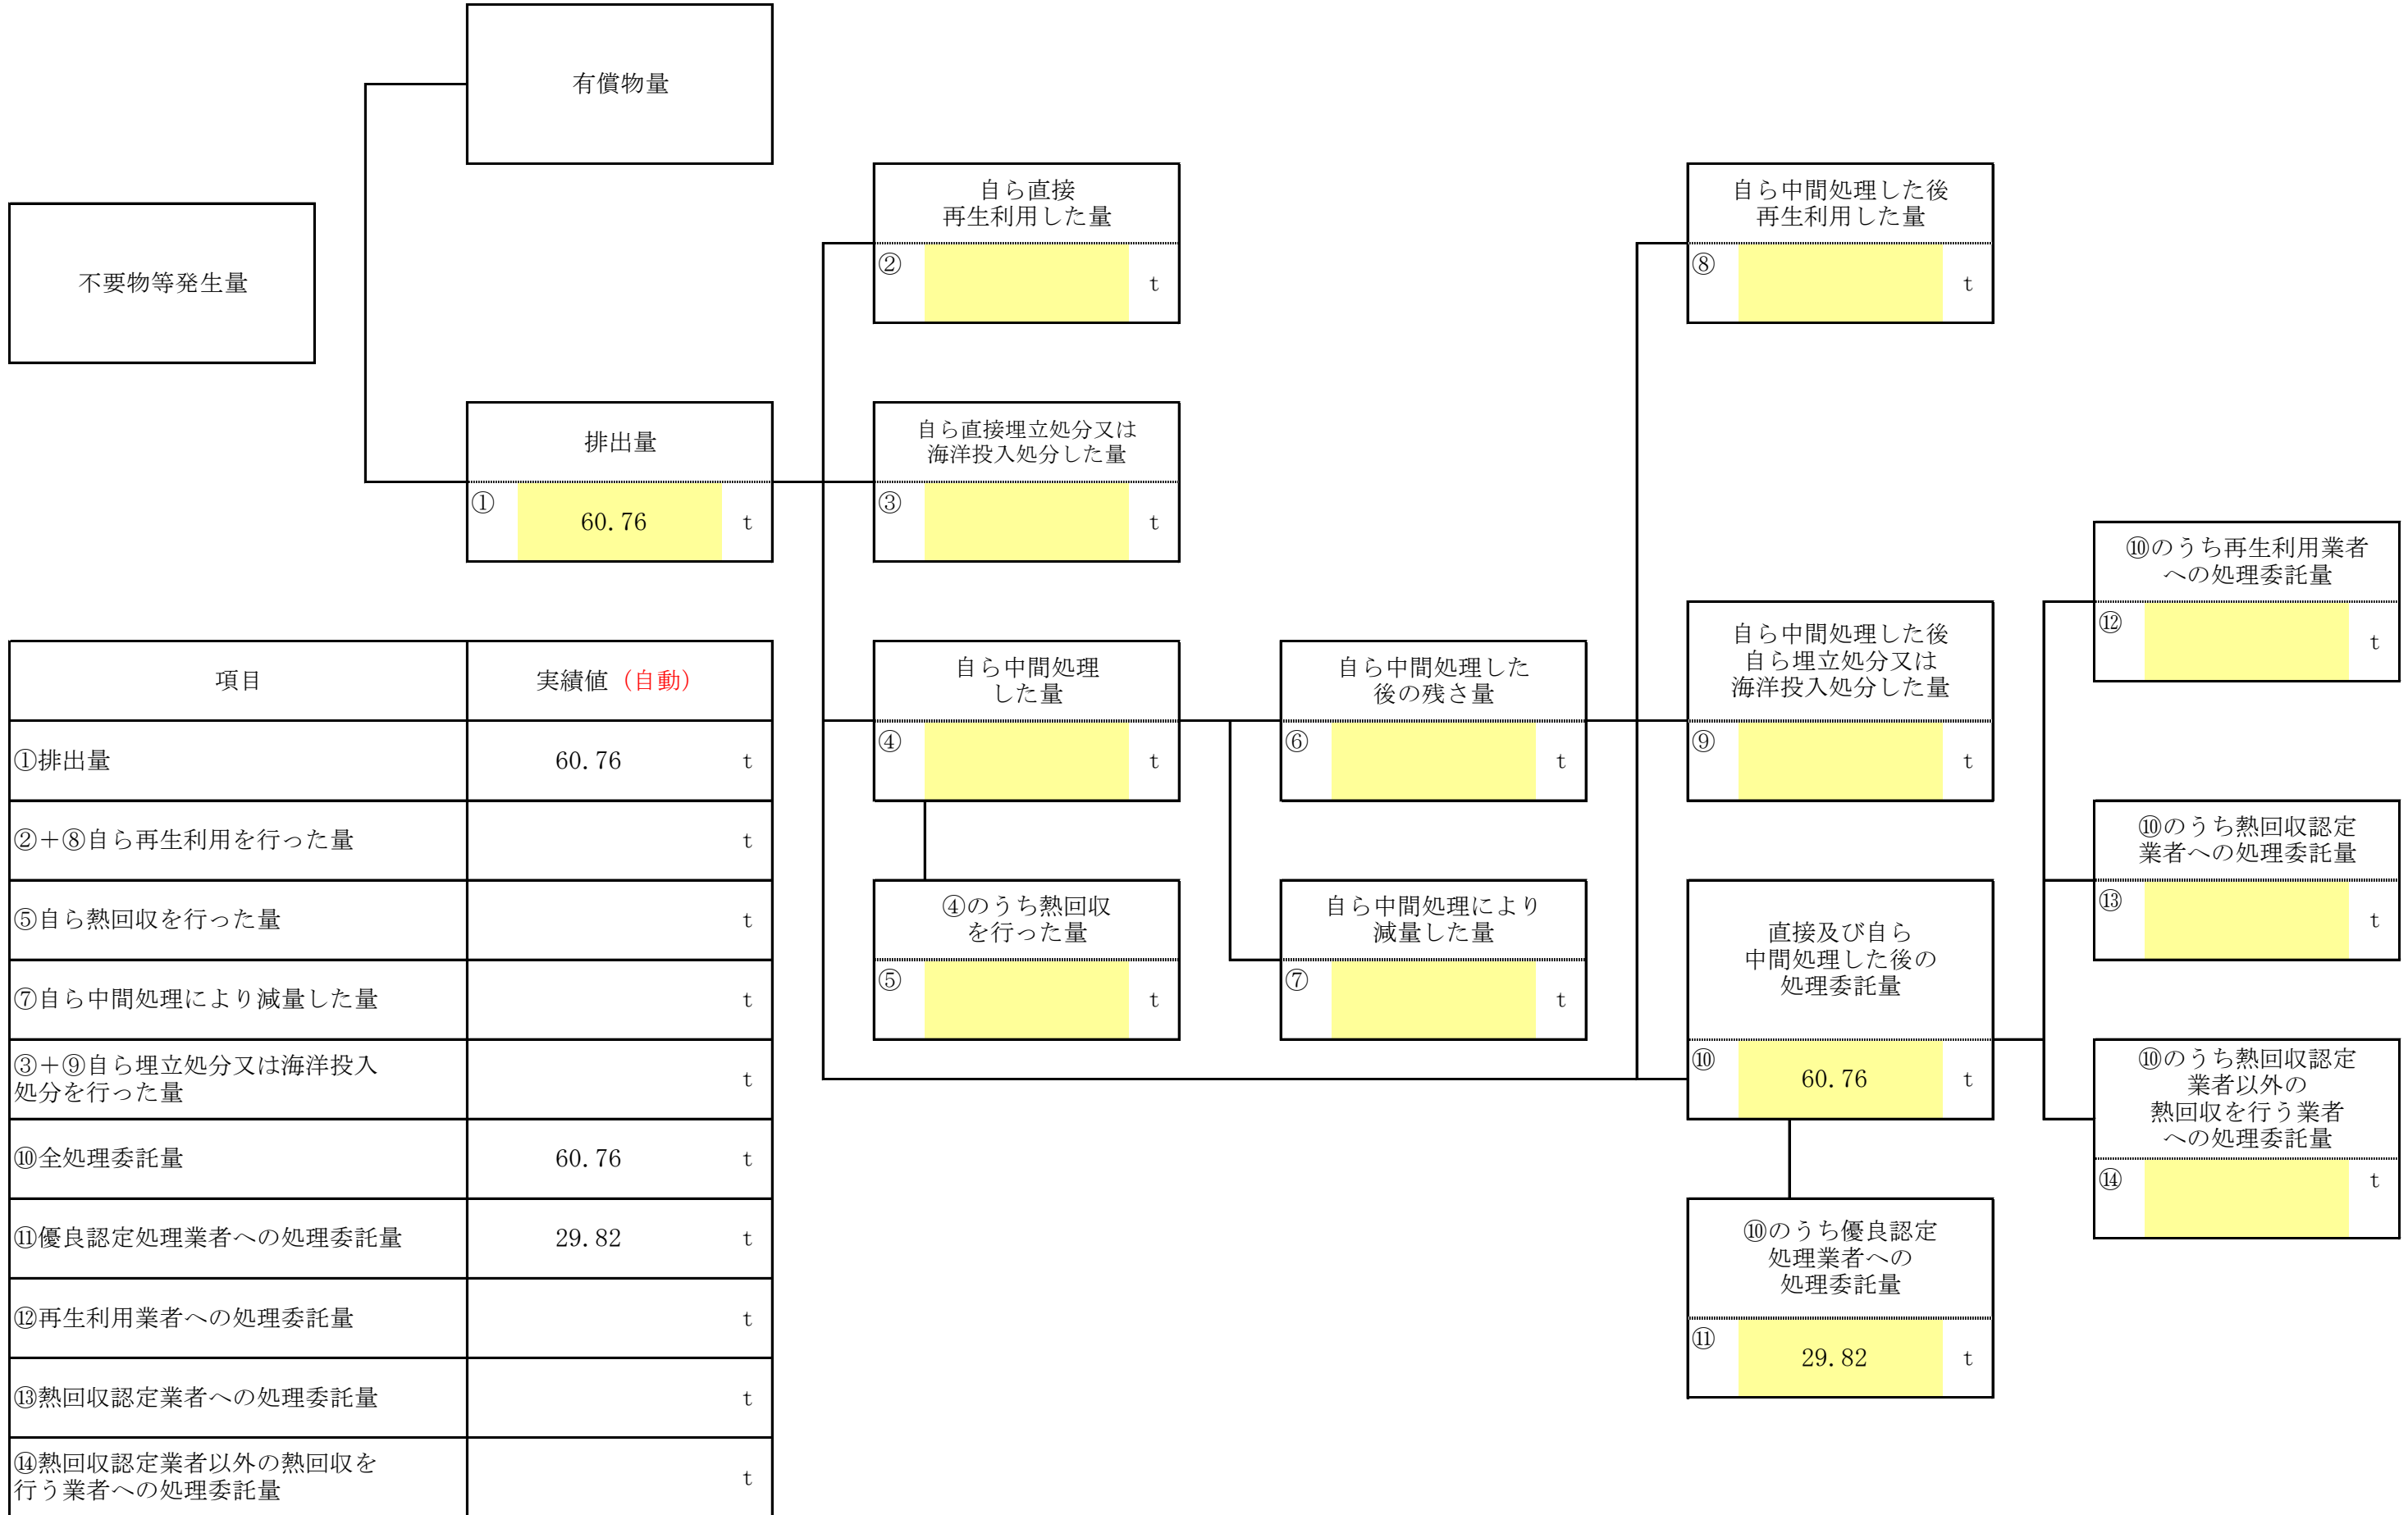 有償物量
不要物等発生量
自ら直接
再生利用した量
② t
自ら中間処理した後
再生利用した量
⑧ t
排出量
① 60.76 t
自ら直接埋立処分又は
海洋投入処分した量
③ t
⑩のうち再生利用業者
への処理委託量
⑫ t
自ら中間処理
した量
④ t
自ら中間処理した
後の残さ量
⑥ t
自ら中間処理した後
自ら埋立処分又は
海洋投入処分した量
⑨ t
⑩のうち熱回収認定
業者への処理委託量
⑬ t
④のうち熱回収
を行った量
⑤ t
自ら中間処理により
減量した量
⑦ t
直接及び自ら
中間処理した後の
処理委託量
⑩ 60.76 t
⑩のうち熱回収認定
業者以外の
熱回収を行う業者
への処理委託量
⑭ t
⑩のうち優良認定
処理業者への
処理委託量
⑪ 29.82 t
項目 実績値（自動）
①排出量 60.76 t
②＋⑧自ら再生利用を行った量 t
⑤自ら熱回収を行った量 t
⑦自ら中間処理により減量した量 t
③＋⑨自ら埋立処分又は海洋投入
処分を行った量 t
⑩全処理委託量 60.76 t
⑪優良認定処理業者への処理委託量 29.82 t
⑫再生利用業者への処理委託量 t
⑬熱回収認定業者への処理委託量 t
⑭熱回収認定業者以外の熱回収を
行う業者への処理委託量 t